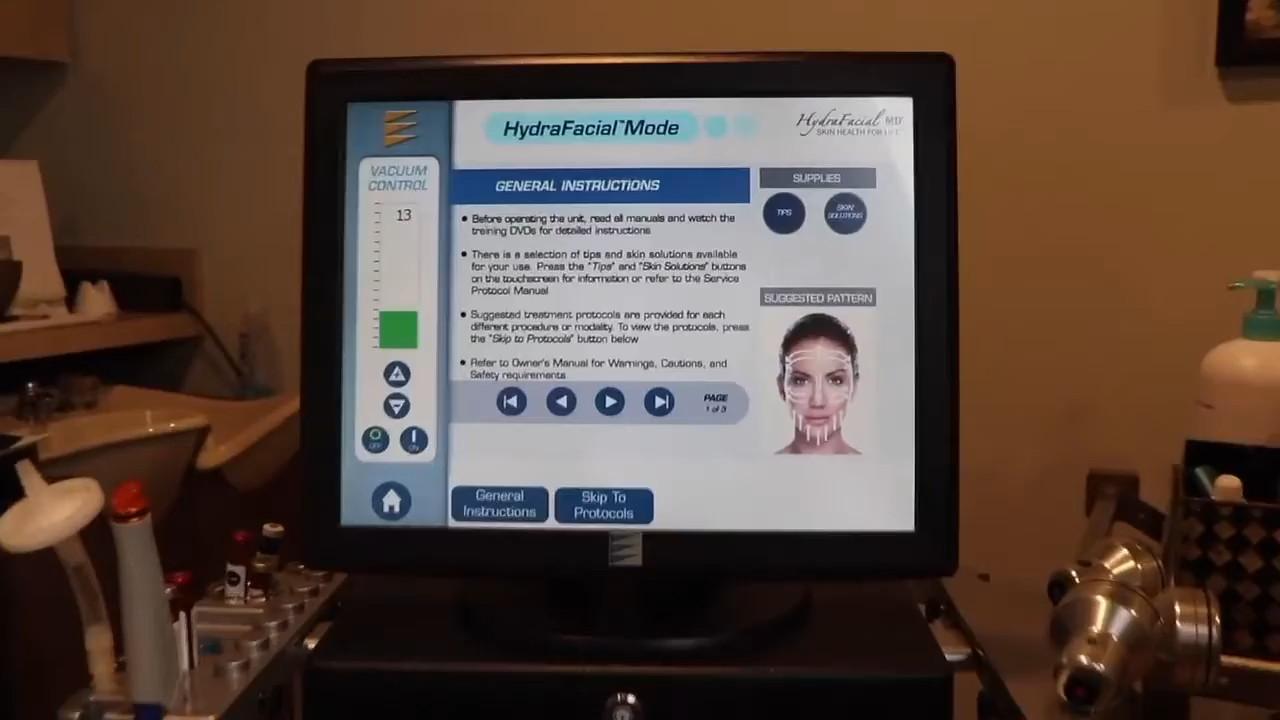 HydraFacial™Mode
HydraFacial MD
SKIN HEALTH FOR LIFE
VACUUM
CONTROL
13
OFF
ON
GENERAL INSTRUCTIONS
• Before operating the unit, read all manuals and watch the
training DVDs for detailed instructions
• There is a selection of tips and skin solutions available
for your use. Press the "Tips" and "Skin Solutions" buttons
on the touchscreen for information or refer to the Service
Protocol Manual
• Suggested treatment protocols are provided for each
different procedure or modality. To view the protocols, press
the "Skip to Protocols" button below
• Refer to Owner's Manual for Warnings, Cautions, and
Safety requirements
PAGE
1 of 3
SUPPLIES
TIPS
SKIN
SOLUTIONS
SUGGESTED PATTERN
General
Instructions
Skip To
Protocols